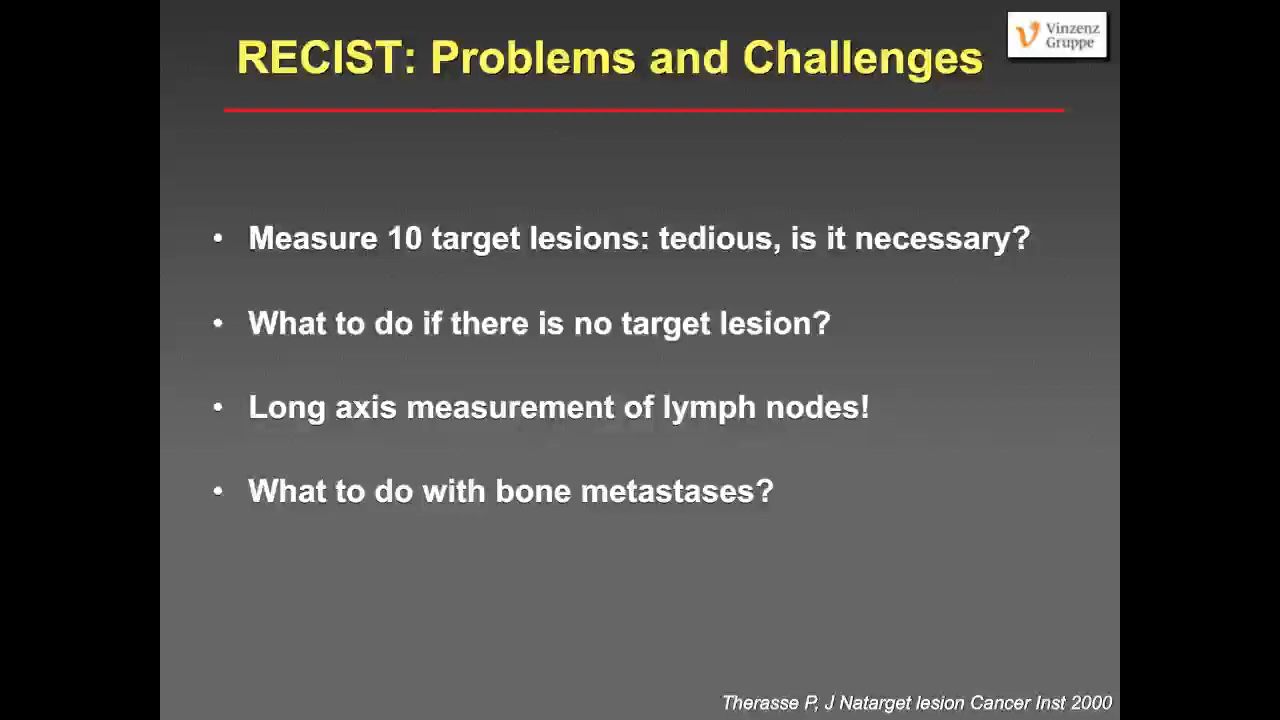 RECIST: Problems and Challenges
Vinzenz
Gruppe
• Measure 10 target lesions: tedious, is it necessary?
• What to do if there is no target lesion?
• Long axis measurement of lymph nodes!
• What to do with bone metastases?
Therasse P, J Natarget lesion Cancer Inst 2000